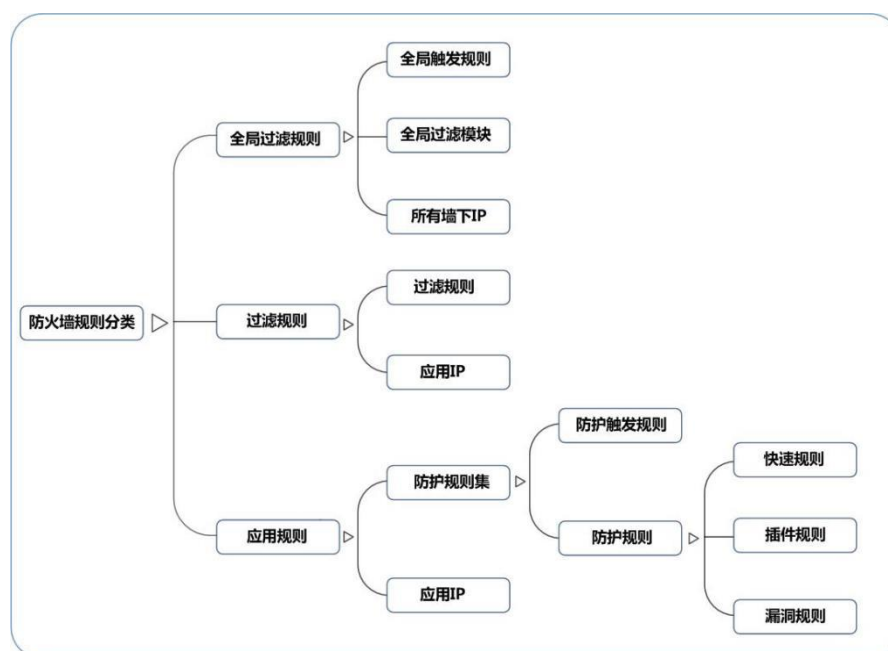 防火墙规则分类
全局过滤规则
全局触发规则
全局过滤模块
所有墙下IP
过滤规则
过滤规则
应用IP
应用规则
防护规则集
防护触发规则
防护规则
快速规则
插件规则
漏洞规则
应用IP